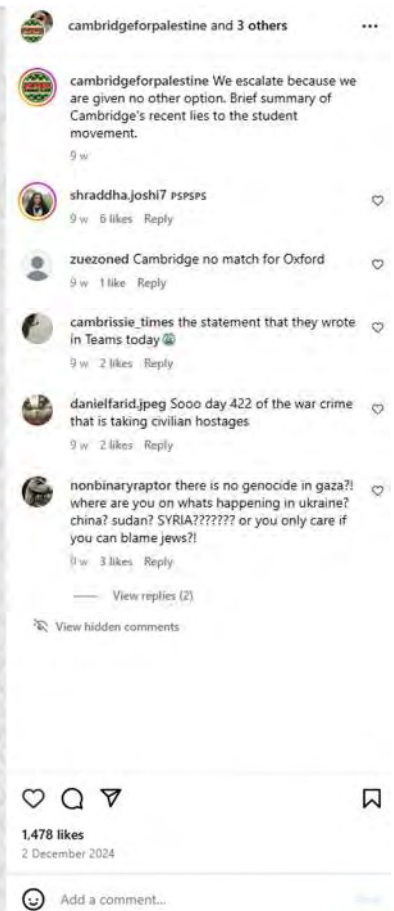 cambridgeforpalestine and 3 others
cambridgeforpalestine We escalate because we
are given no other option. Brief summary of
Cambridge's recent lies to the student
movement.
9 w
shraddha.joshi7 PSPSPS
9 w 6 likes Reply
zuezoned Cambridge no match for Oxford
9 w 1 like Reply
cambrissie_times the statement that they wrote
in Teams today 😩
9 w 2 likes Reply
danielfarid.jpeg Sooo day 422 of the war crime
that is taking civilian hostages
9 w 2 likes Reply
nonbinaryraptor there is no genocide in gaza?!
where are you on whats happening in ukraine?
china? sudan? SYRIA??????? or you only care if
you can blame jews?!
9 w 3 likes Reply
View replies (2)
View hidden comments
1,478 likes
2 December 2024
Add a comment...